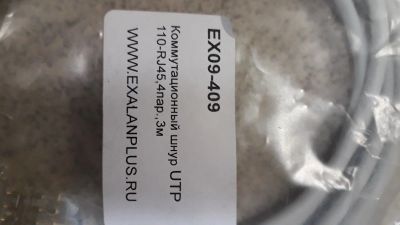 EX09-409
Коммутационный шнур UTP
110-RJ45,4пар.,3м
WWW.EXALANPLUS.RU